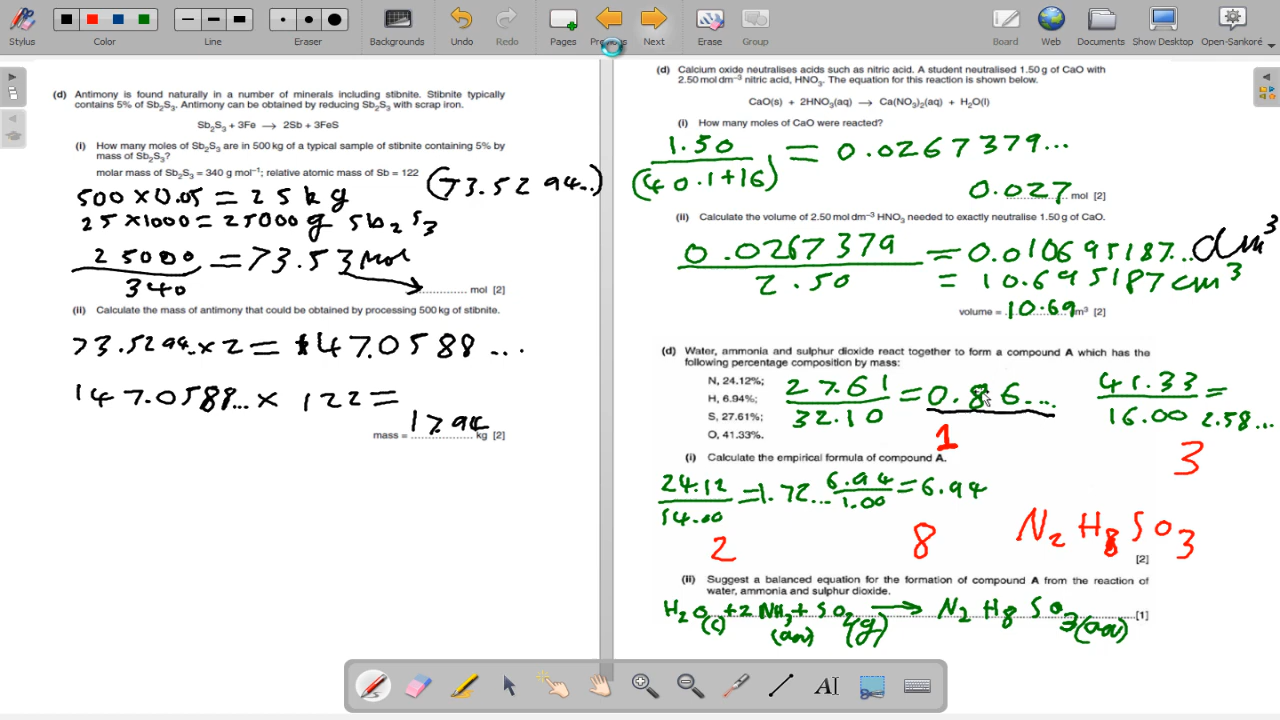 Stylus Color Line Eraser Backgrounds Undo Redo Pages Previous Next Erase Group Board Web Documents Show Desktop Open-Sankoré
(d) Antimony is found naturally in a number of minerals including stibnite. Stibnite typically
contains 5% of Sb₂S₃. Antimony can be obtained by reducing Sb₂S₃ with scrap iron.
Sb₂S₃ + 3Fe → 2Sb + 3FeS
(i) How many moles of Sb₂S₃ are in 500 kg of a typical sample of stibnite containing 5% by
mass of Sb₂S₃?
molar mass of Sb₂S₃ = 340 g mol⁻¹; relative atomic mass of Sb = 122
(73.5294..)
500 × 0.05 = 25 kg
25 × 1000 = 25000 g Sb₂S₃
25000
340
= 73.53 mol
mol [2]
(ii) Calculate the mass of antimony that could be obtained by processing 500 kg of stibnite.
73.5294.. × 2 = 147.0588...
147.0588... × 122 =
mass = 17.94 kg [2]
(d) Calcium oxide neutralises acids such as nitric acid. A student neutralised 1.50 g of CaO with
2.50 mol dm⁻³ nitric acid, HNO₃. The equation for this reaction is shown below.
CaO(s) + 2HNO₃(aq) → Ca(NO₃)₂(aq) + H₂O(l)
(i) How many moles of CaO were reacted?
1.50
(40.1+16)
= 0.0267379...
0.027 mol [2]
(ii) Calculate the volume of 2.50 mol dm⁻³ HNO₃ needed to exactly neutralise 1.50 g of CaO.
0.0267379
2.50
= 0.010695187... dm³
= 10.695187 cm³
volume = 10.69 m³ [2]
(d) Water, ammonia and sulphur dioxide react together to form a compound A which has the
following percentage composition by mass:
N, 24.12%;
H, 6.94%;
S, 27.61%;
O, 41.33%.
27.61
32.10
= 0.86...
1
41.33
16.00
= 2.58...
3
(i) Calculate the empirical formula of compound A.
24.12
14.00
= 1.72...
2
6.94
1.00
= 6.94
8
N₂H₈SO₃
[2]
(ii) Suggest a balanced equation for the formation of compound A from the reaction of
water, ammonia and sulphur dioxide.
H₂O(l) + 2NH₃(aq) + SO₂(g) → N₂H₈SO₃(aq) [1]